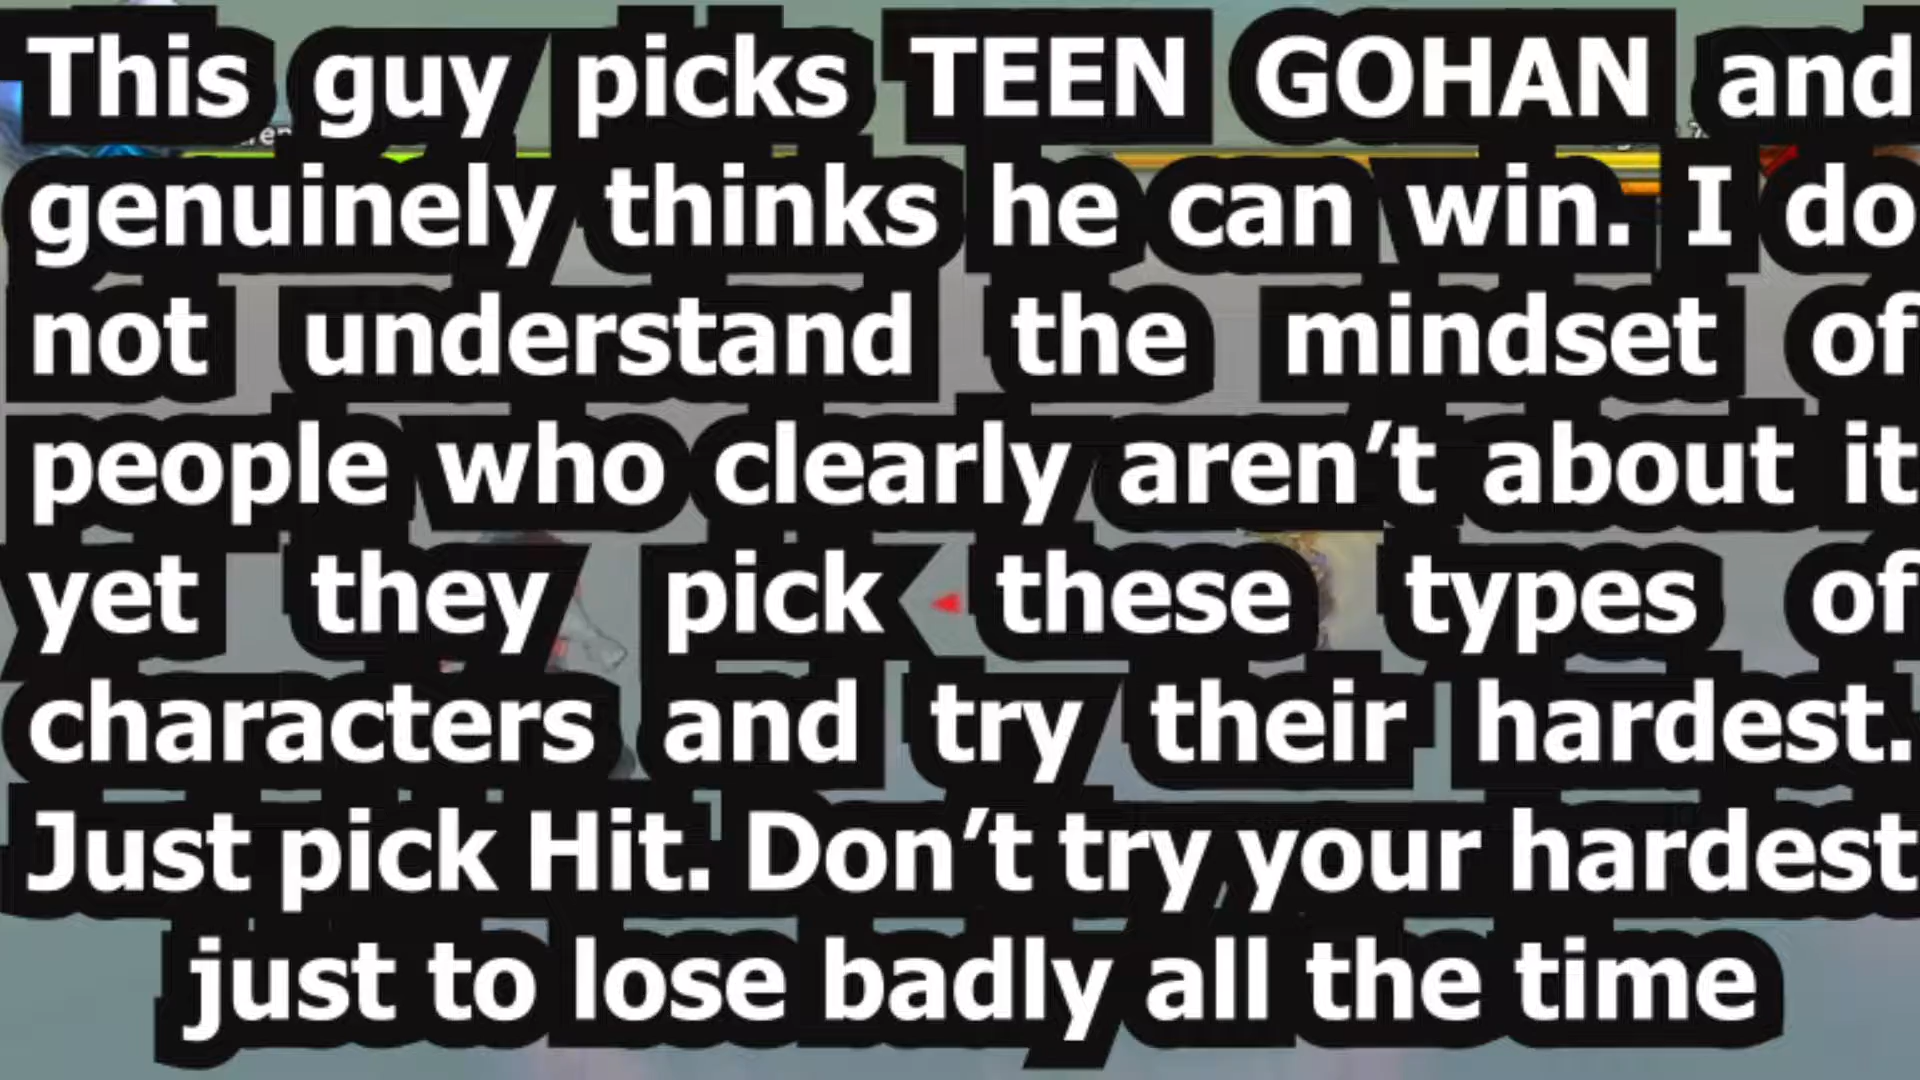 This guy picks TEEN GOHAN and
genuinely thinks he can win. I do
not understand the mindset of
people who clearly aren’t about it
yet they pick these types of
characters and try their hardest.
Just pick Hit. Don’t try your hardest
just to lose badly all the time